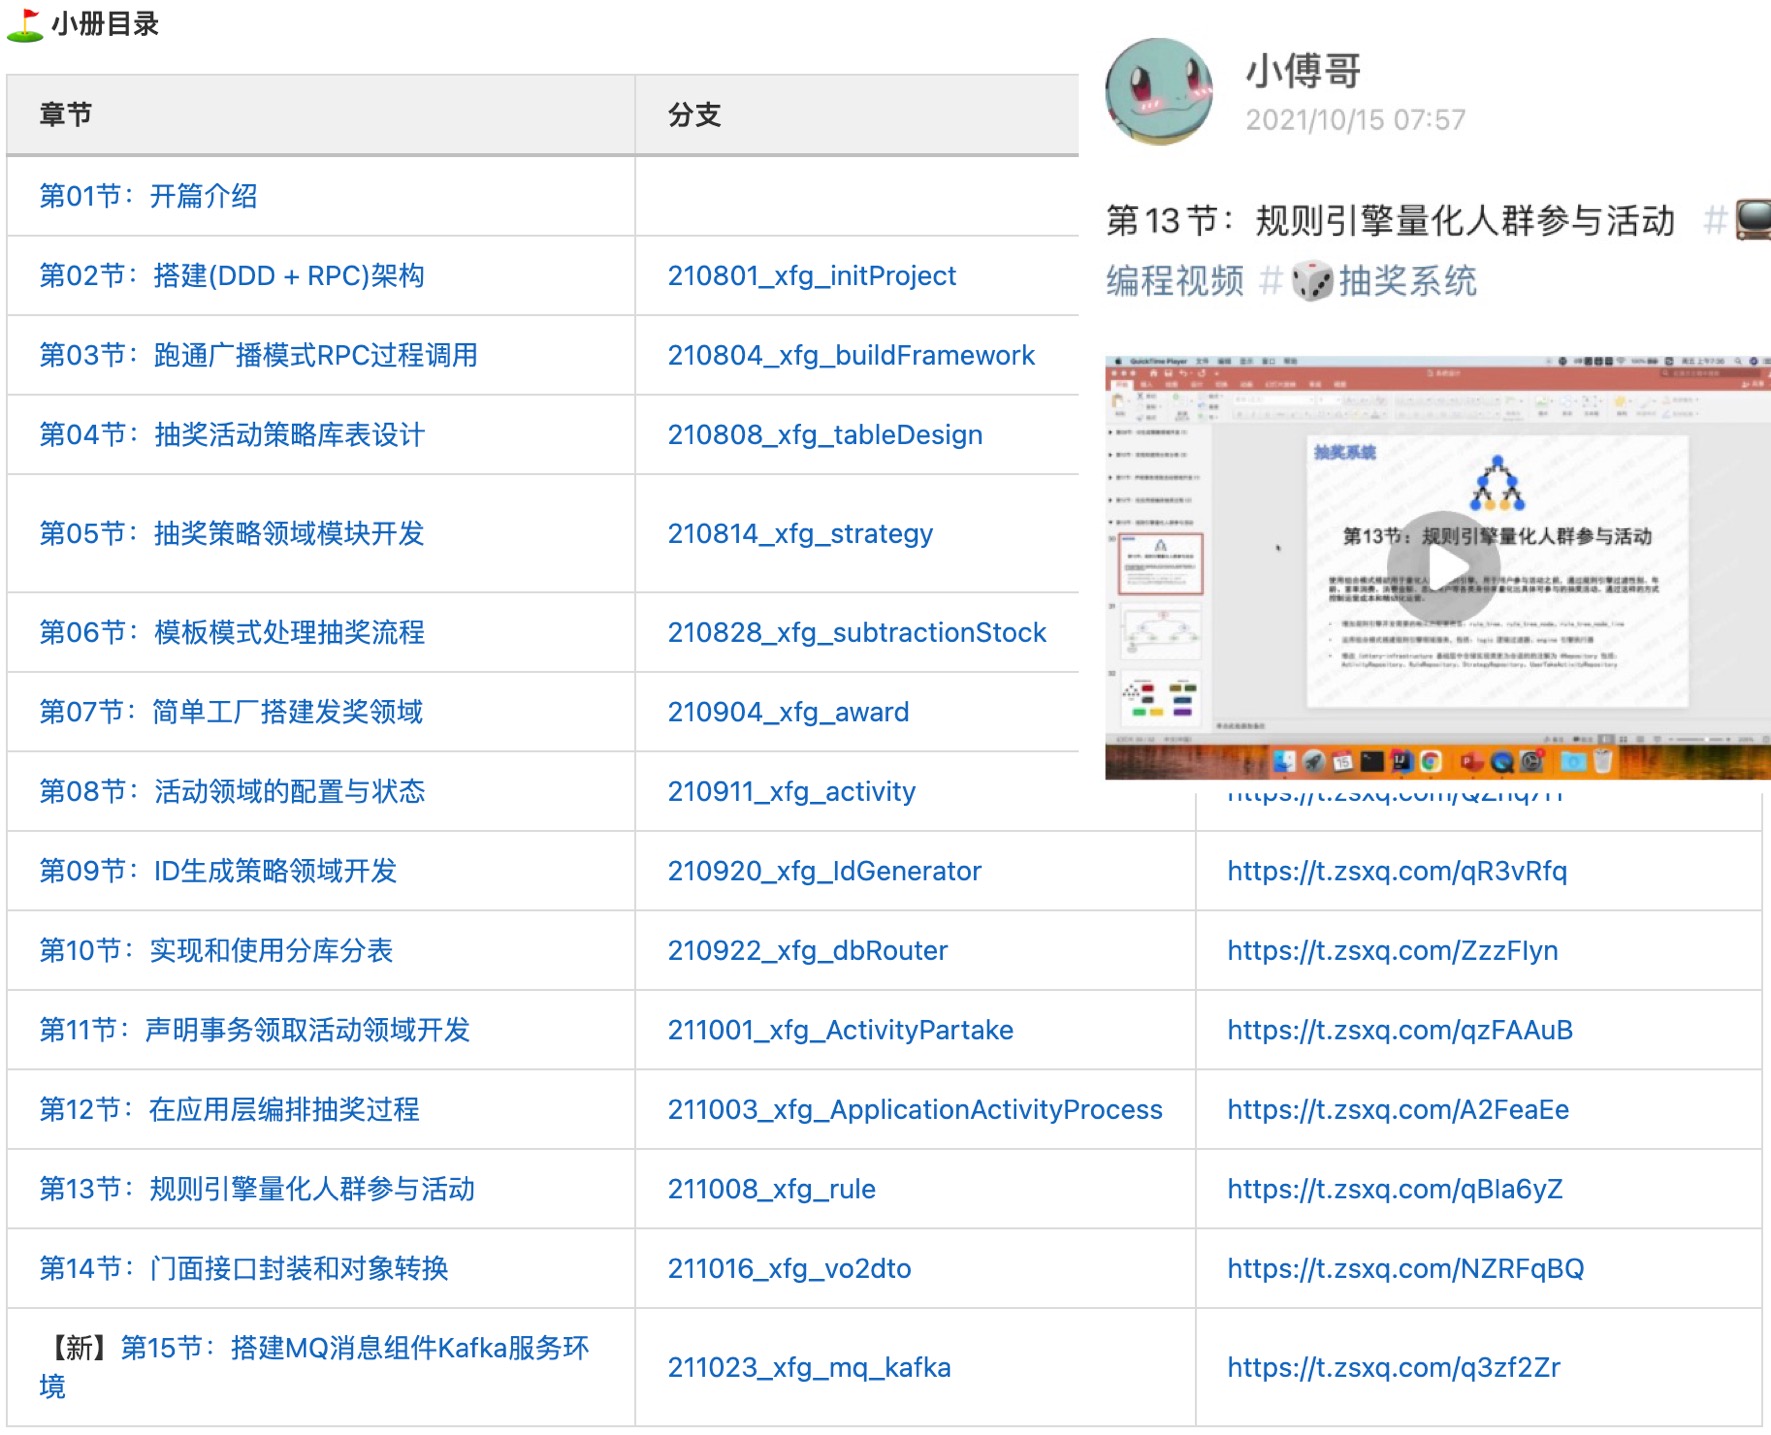 小册目录
章节 分支
第01节：开篇介绍
第02节：搭建(DDD + RPC)架构 210801_xfg_initProject
第03节：跑通广播模式RPC过程调用 210804_xfg_buildFramework
第04节：抽奖活动策略库表设计 210808_xfg_tableDesign
第05节：抽奖策略领域模块开发 210814_xfg_strategy
第06节：模板模式处理抽奖流程 210828_xfg_subtractionStock
第07节：简单工厂搭建发奖领域 210904_xfg_award
第08节：活动领域的配置与状态 210911_xfg_activity
第09节：ID生成策略领域开发 210920_xfg_IdGenerator https://t.zsxq.com/qR3vRfq
第10节：实现和使用分库分表 210922_xfg_dbRouter https://t.zsxq.com/ZzzFIyn
第11节：声明事务领取活动领域开发 211001_xfg_ActivityPartake https://t.zsxq.com/qzFAAuB
第12节：在应用层编排抽奖过程 211003_xfg_ApplicationActivityProcess https://t.zsxq.com/A2FeaEe
第13节：规则引擎量化人群参与活动 211008_xfg_rule https://t.zsxq.com/qBla6yZ
第14节：门面接口封装和对象转换 211016_xfg_vo2dto https://t.zsxq.com/NZRFqBQ
【新】第15节：搭建MQ消息组件Kafka服务环 211023_xfg_mq_kafka https://t.zsxq.com/q3zf2Zr
境
小傅哥
2021/10/15 07:57
第13节：规则引擎量化人群参与活动 #
编程视频 #抽奖系统
QuickTime Player 文件 编辑 显示 窗口 帮助
抽奖系统
第13节：规则引擎量化人群参与活动